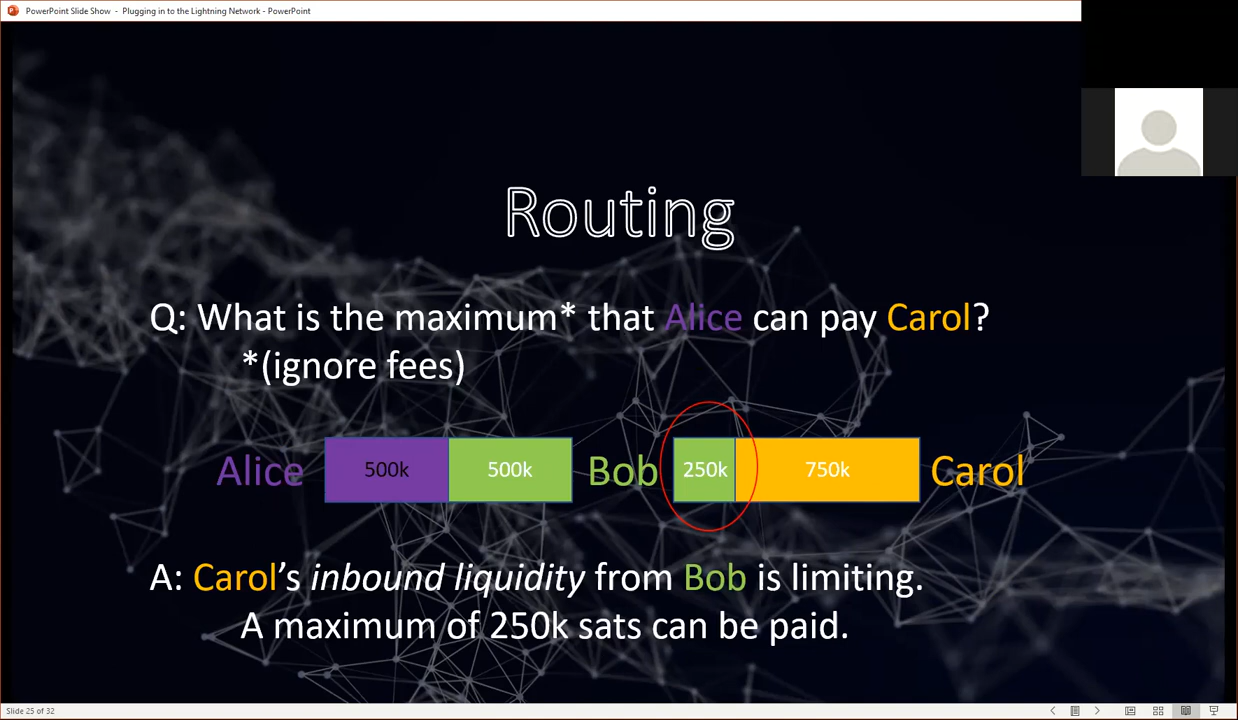 PowerPoint Slide Show - Plugging in to the Lightning Network - PowerPoint
Routing
Q: What is the maximum* that Alice can pay Carol?
*(ignore fees)
Alice 500k 500k Bob 250k 750k Carol
A: Carol's inbound liquidity from Bob is limiting.
A maximum of 250k sats can be paid.
Slide 25 of 32